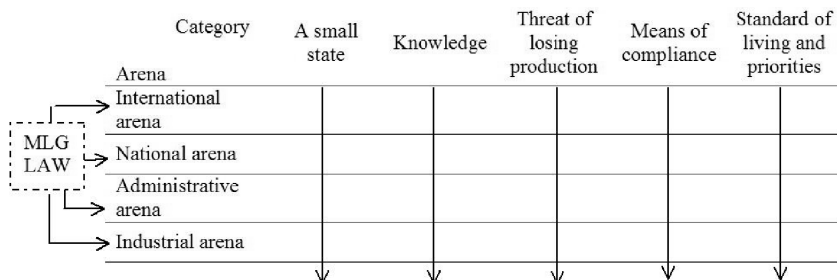 Category
A small
state
Knowledge
Threat of
losing
production
Means of
compliance
Standard of
living and
priorities
Arena
International
arena
MLG
LAW
National arena
Administrative
arena
Industrial arena